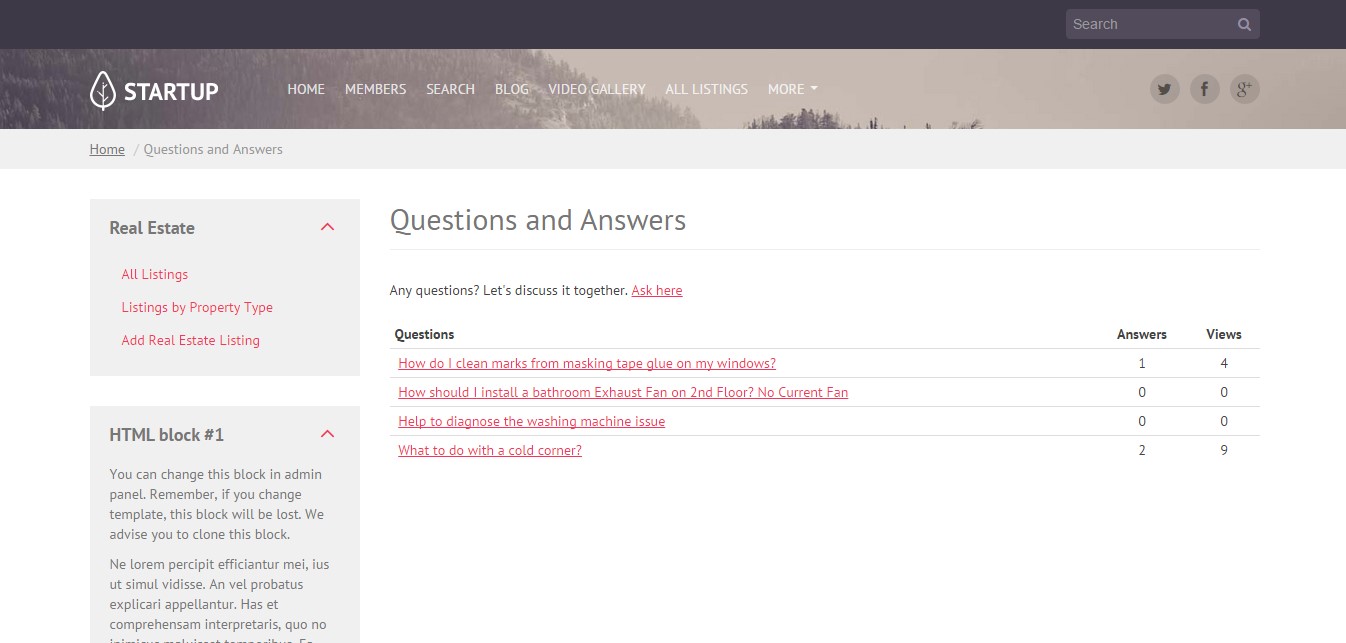 Search
STARTUP
HOME MEMBERS SEARCH BLOG VIDEO GALLERY ALL LISTINGS MORE
Home / Questions and Answers
Real Estate
All Listings
Listings by Property Type
Add Real Estate Listing
HTML block #1
You can change this block in admin
panel. Remember, if you change
template, this block will be lost. We
advise you to clone this block.
Ne lorem percipit efficiantur mei, ius
ut simul vidisse. An vel probatus
explicari appellantur. Has et
comprehensam interpretaris, quo no
Questions and Answers
Any questions? Let's discuss it together. Ask here
Questions Answers Views
How do I clean marks from masking tape glue on my windows? 1 4
How should I install a bathroom Exhaust Fan on 2nd Floor? No Current Fan 0 0
Help to diagnose the washing machine issue 0 0
What to do with a cold corner? 2 9